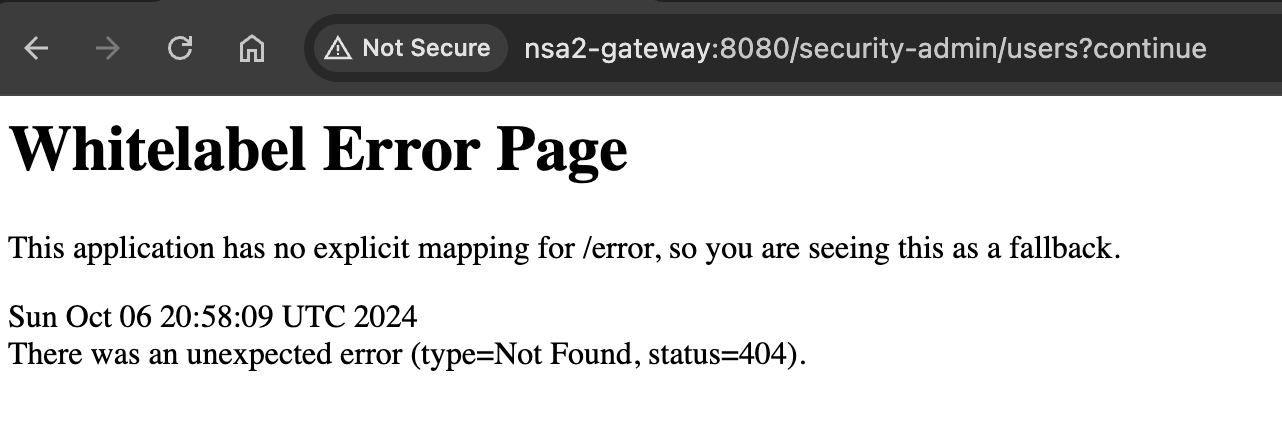 Not Secure nsa2-gateway:8080/security-admin/users?continue
Whitelabel Error Page
This application has no explicit mapping for /error, so you are seeing this as a fallback.
Sun Oct 06 20:58:09 UTC 2024
There was an unexpected error (type=Not Found, status=404).